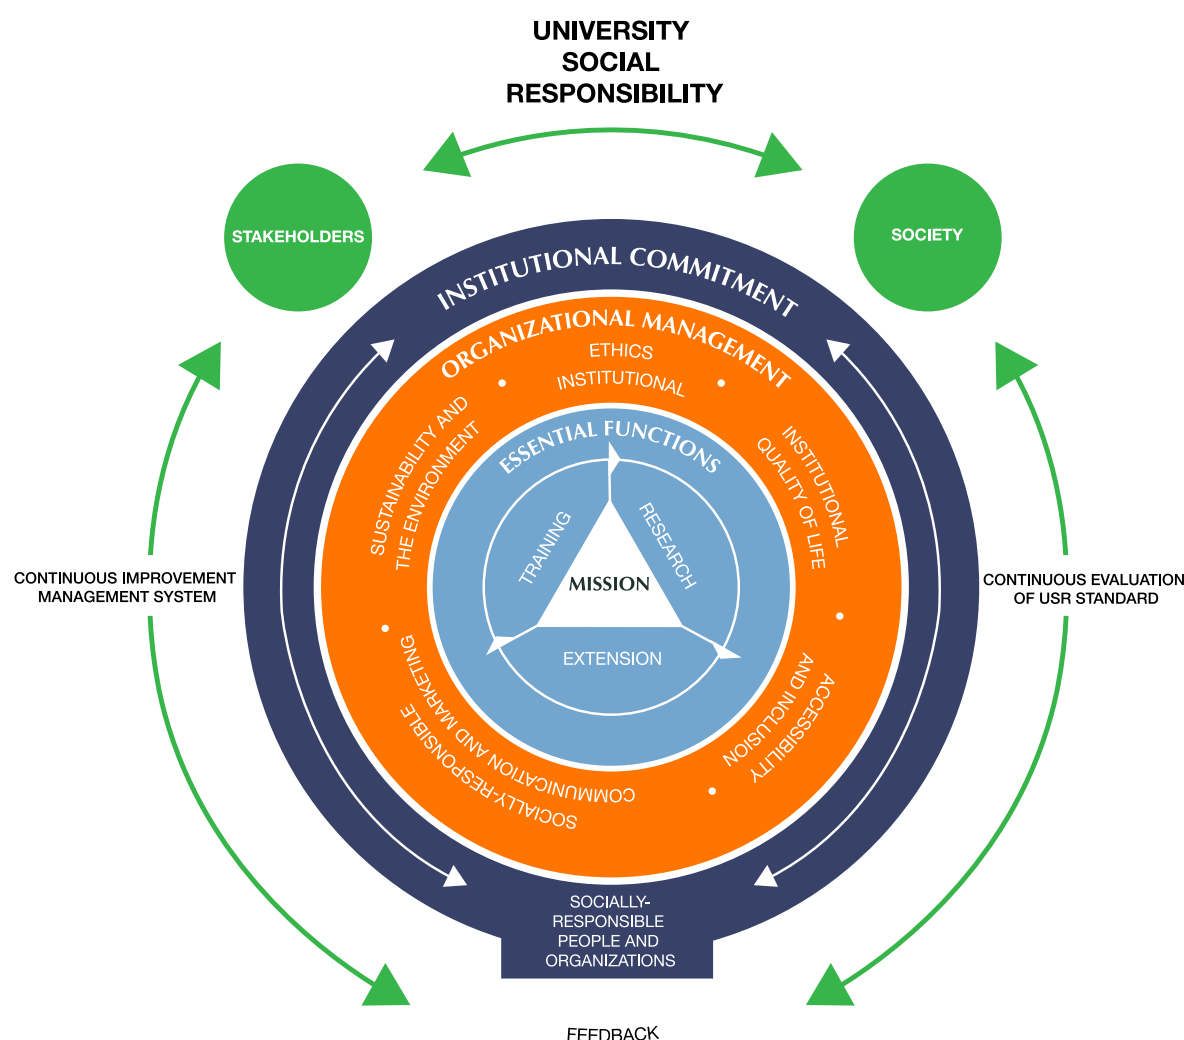 UNIVERSITY
SOCIAL
RESPONSIBILITY
STAKEHOLDERS
SOCIETY
INSTITUTIONAL COMMITMENT
ORGANIZATIONAL MANAGEMENT
ETHICS
INSTITUTIONAL
SUSTAINABILITY AND
THE ENVIRONMENT
INSTITUTIONAL
QUALITY OF LIFE
ESSENTIAL FUNCTIONS
TRAINING
RESEARCH
MISSION
EXTENSION
CONTINUOUS IMPROVEMENT
MANAGEMENT SYSTEM
CONTINUOUS EVALUATION
OF USR STANDARD
ACCESSIBILITY
AND INCLUSION
SOCIALLY-RESPONSIBLE
COMMUNICATION AND MARKETING
SOCIALLY-
RESPONSIBLE
PEOPLE AND
ORGANIZATIONS
FEEDBACK